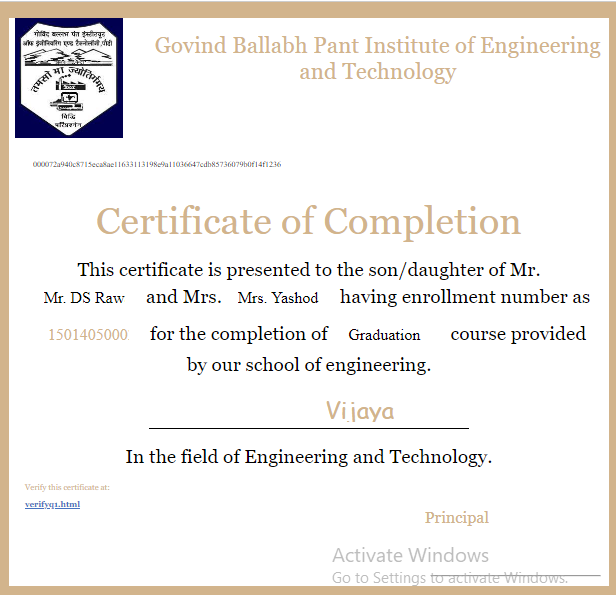 गोविंद बल्लभ पंत इंस्टीट्यूट
ऑफ इंजीनियरिंग एण्ड टैक्नोलॉजी,पौड़ी
तमसो मा ज्योतिर्गमय
सिद्धि
Govind Ballabh Pant Institute of Engineering
and Technology
000072a940c8715eca8ae11633113198e9a11036647cdb85736079b0f14f1236
Certificate of Completion
This certificate is presented to the son/daughter of Mr.
Mr. DS Raw and Mrs. Mrs. Yashod having enrollment number as
1501405000 for the completion of Graduation course provided
by our school of engineering.
Vijaya
In the field of Engineering and Technology.
Verify this certificate at:
verifyq1.html
Principal
Activate Windows
Go to Settings to activate Windows.